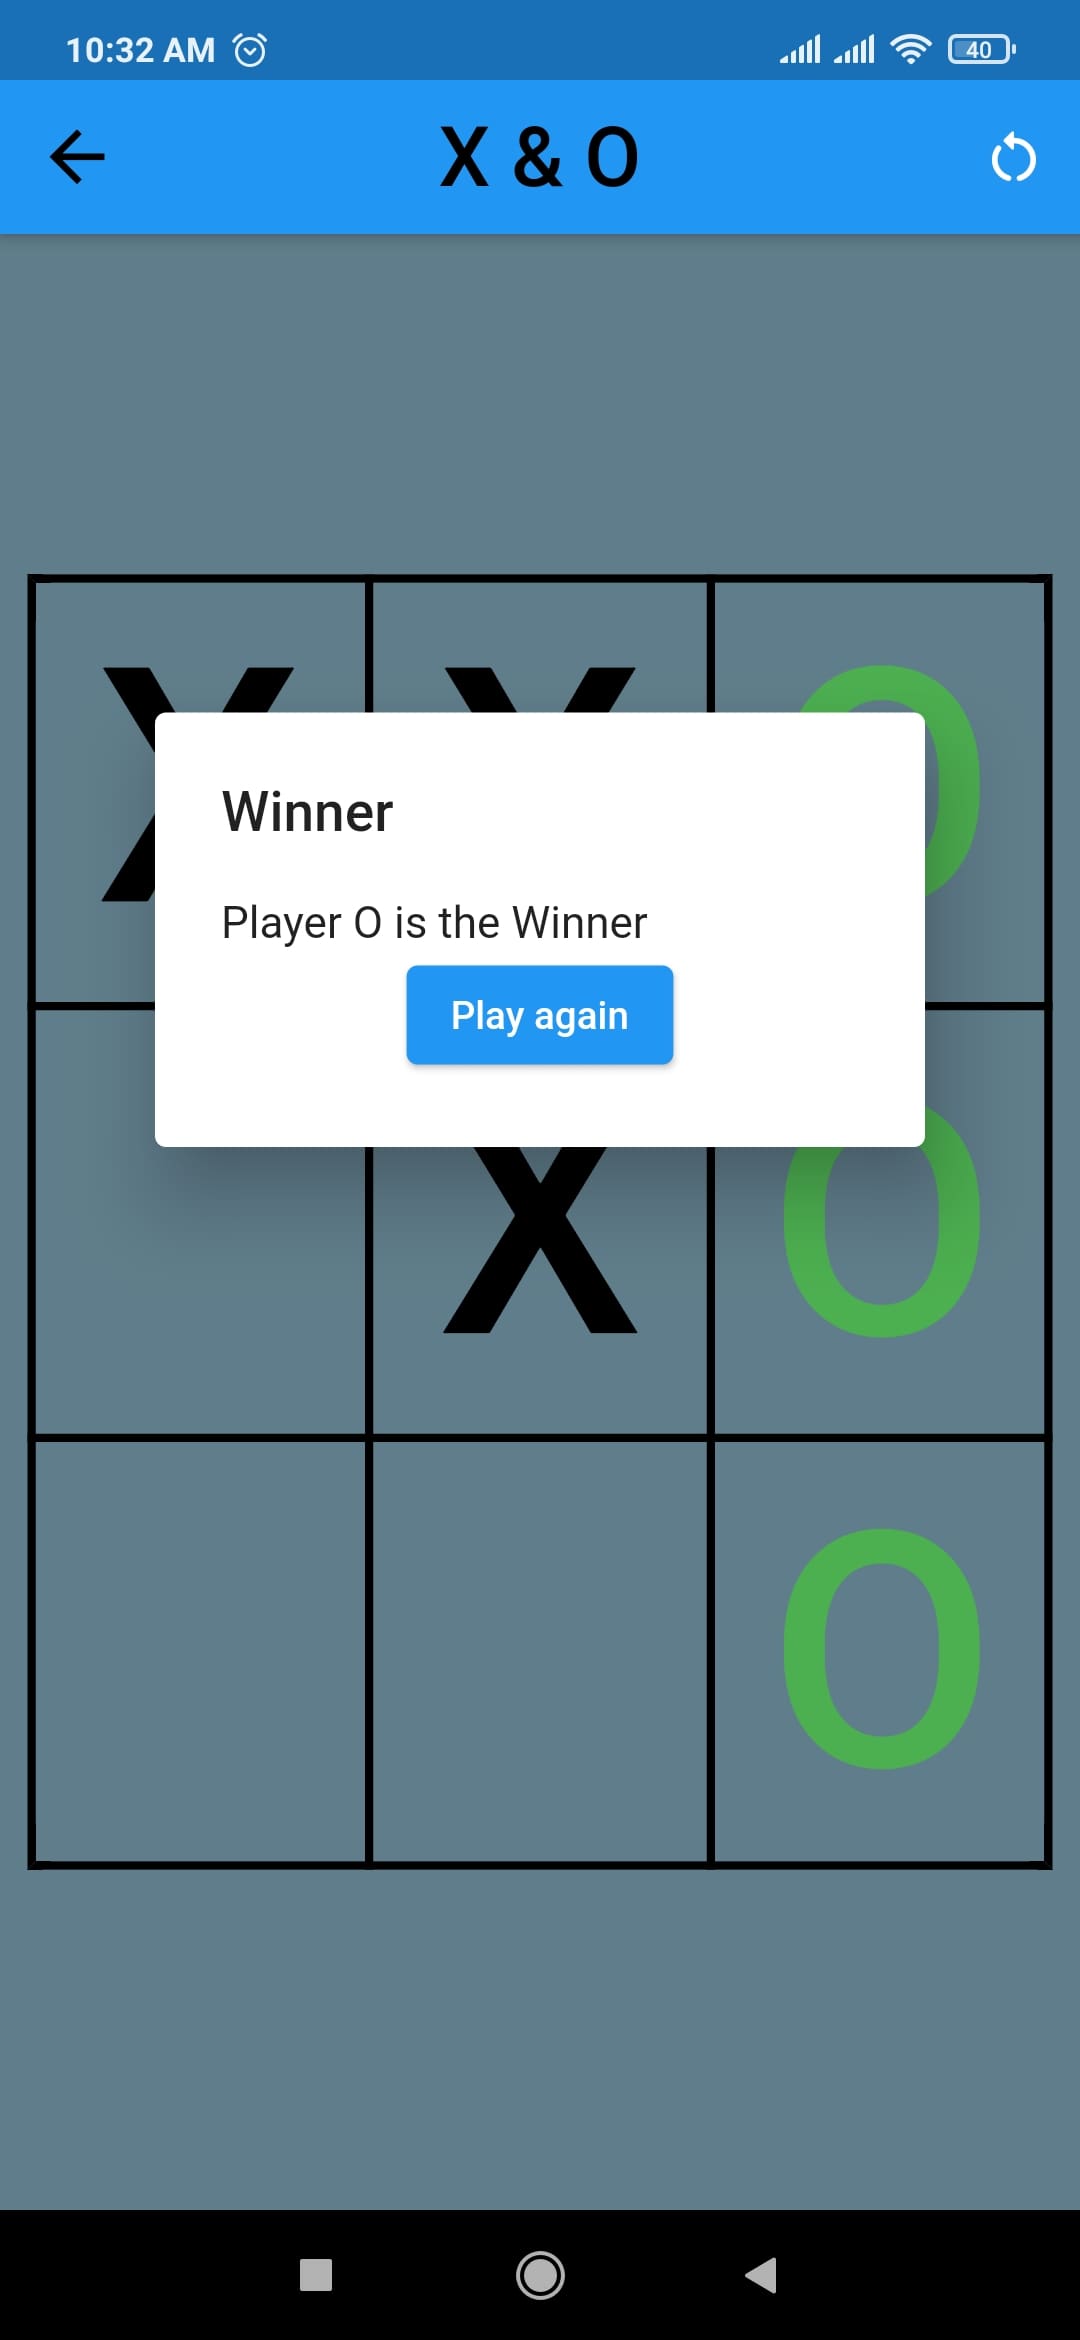 10:32 AM
40
X & O
X X O
Winner
Player O is the Winner
Play again
X O
O